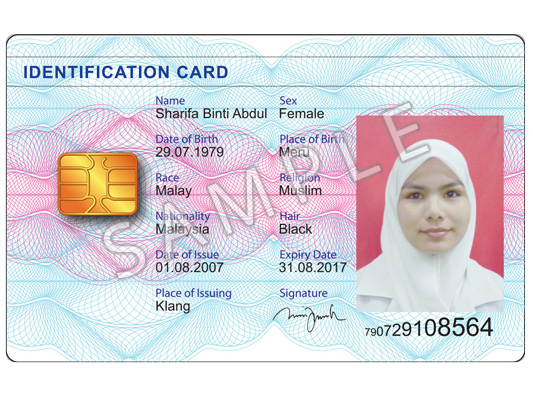 IDENTIFICATION CARD
Name Sex
Sharifa Binti Abdul Female
Date of Birth Place of Birth
29.07.1979 Meru
Race Religion
Malay Muslim
Nationality Hair
Malaysia Black
Date of Issue Expiry Date
01.08.2007 31.08.2017
Place of Issuing Signature
Klang
790729108564
SAMPLE